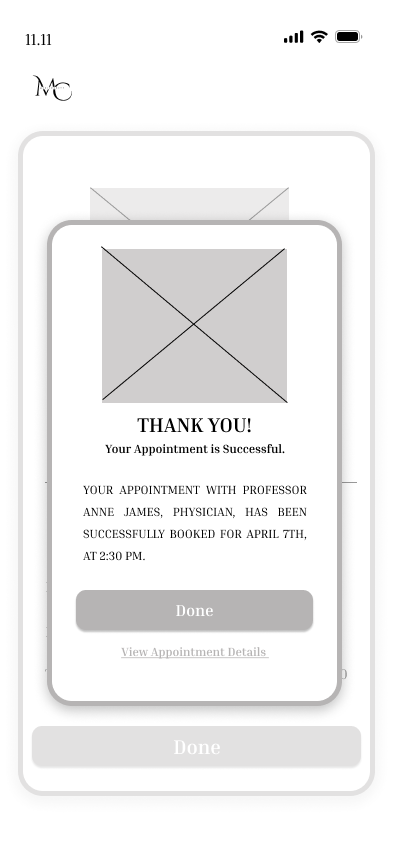 11.11
MC
THANK YOU!
Your Appointment is Successful.
YOUR APPOINTMENT WITH PROFESSOR
ANNE JAMES, PHYSICIAN, HAS BEEN
SUCCESSFULLY BOOKED FOR APRIL 7TH,
AT 2:30 PM.
Done
View Appointment Details
Done